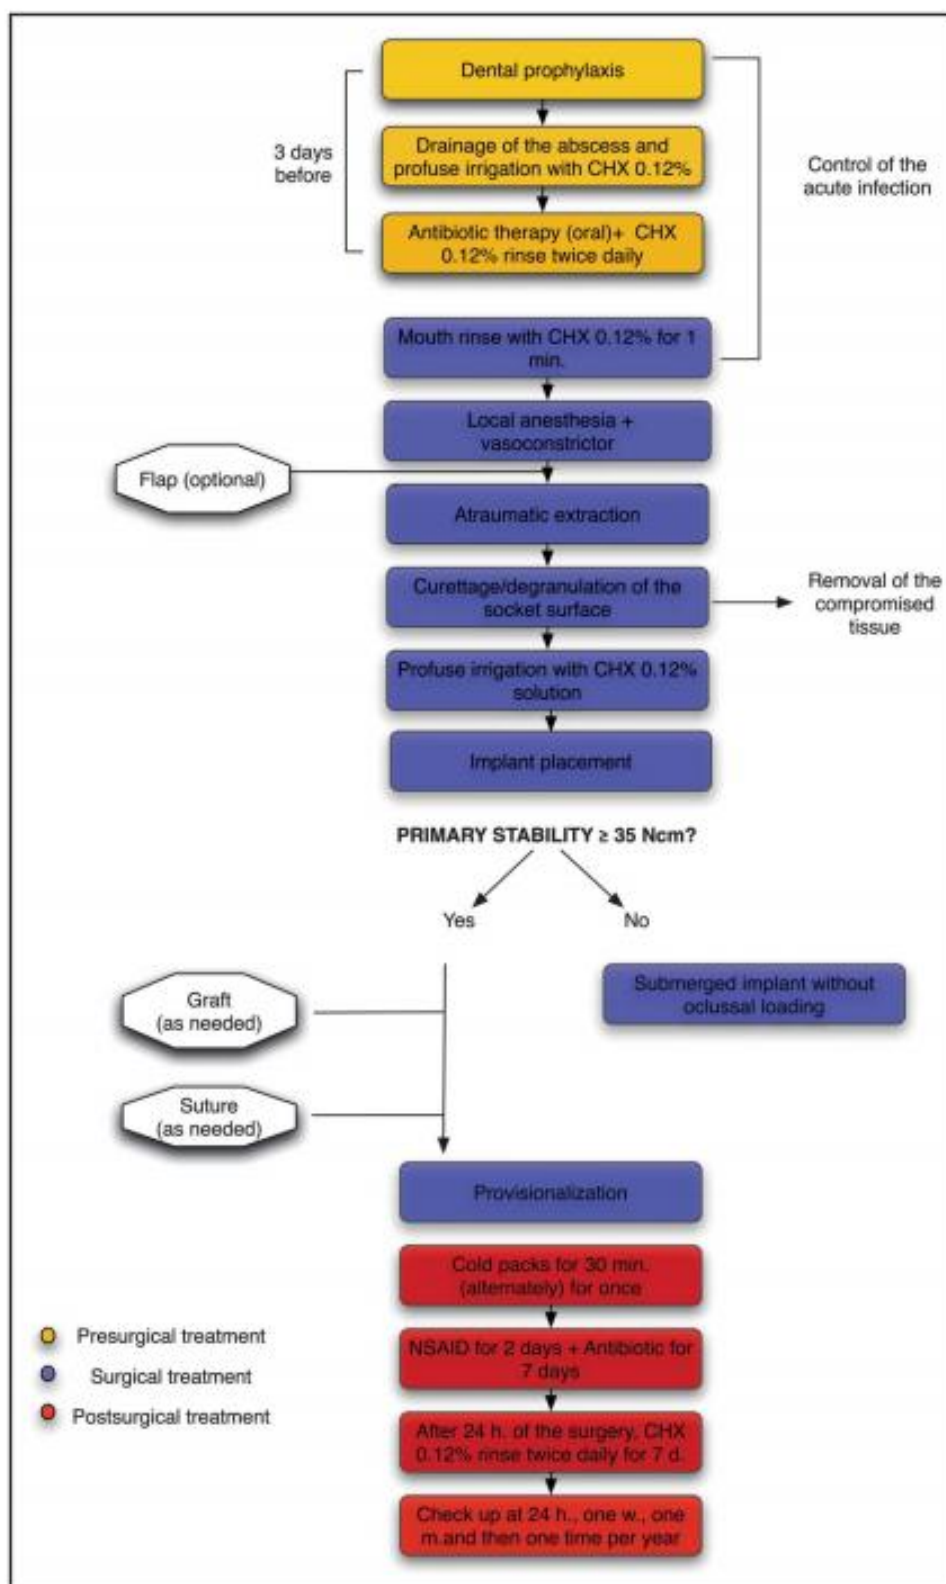 Dental prophylaxis
3 days
before
Drainage of the abscess and
profuse irrigation with CHX 0.12%
Control of the
acute infection
Antibiotic therapy (oral)+ CHX
0.12% rinse twice daily
Mouth rinse with CHX 0.12% for 1
min.
Local anesthesia +
vasoconstrictor
Flap (optional)
Atraumatic extraction
Curettage/degranulation of the
socket surface
Removal of the
compromised
tissue
Profuse irrigation with CHX 0.12%
solution
Implant placement
PRIMARY STABILITY ≥ 35 Ncm?
Yes
No
Graft
(as needed)
Submerged implant without
oclussal loading
Suture
(as needed)
Provisionalization
Cold packs for 30 min.
(alternately) for once
NSAID for 2 days + Antibiotic for
7 days
After 24 h. of the surgery, CHX
0.12% rinse twice daily for 7 d.
Check up at 24 h., one w., one
m.and then one time per year
Presurgical treatment
Surgical treatment
Postsurgical treatment